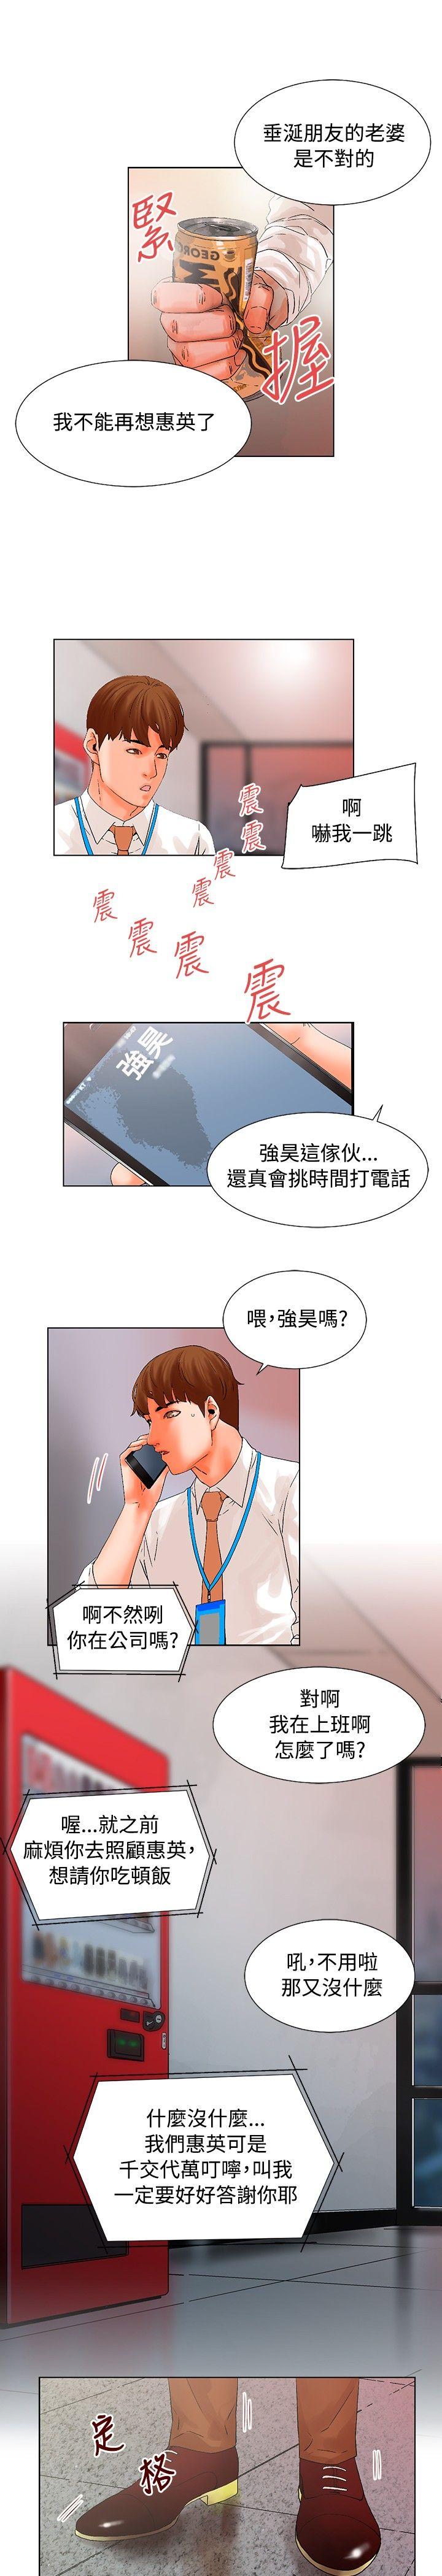 垂涎朋友的老婆
是不對的
緊
GEORG
握
我不能再想惠英了
啊
嚇我一跳
震
震
震
震
震
震
震
震
強昊
強昊這傢伙...
還真會挑時間打電話
喂,強昊嗎?
啊不然咧
你在公司嗎?
對啊
我在上班啊
怎麼了嗎?
喔...就之前
麻煩你去照顧惠英,
想請你吃頓飯
吼,不用啦
那又沒什麼
什麼沒什麼...
我們惠英可是
千交代萬叮嚀,叫我
一定要好好答謝你耶
定
格